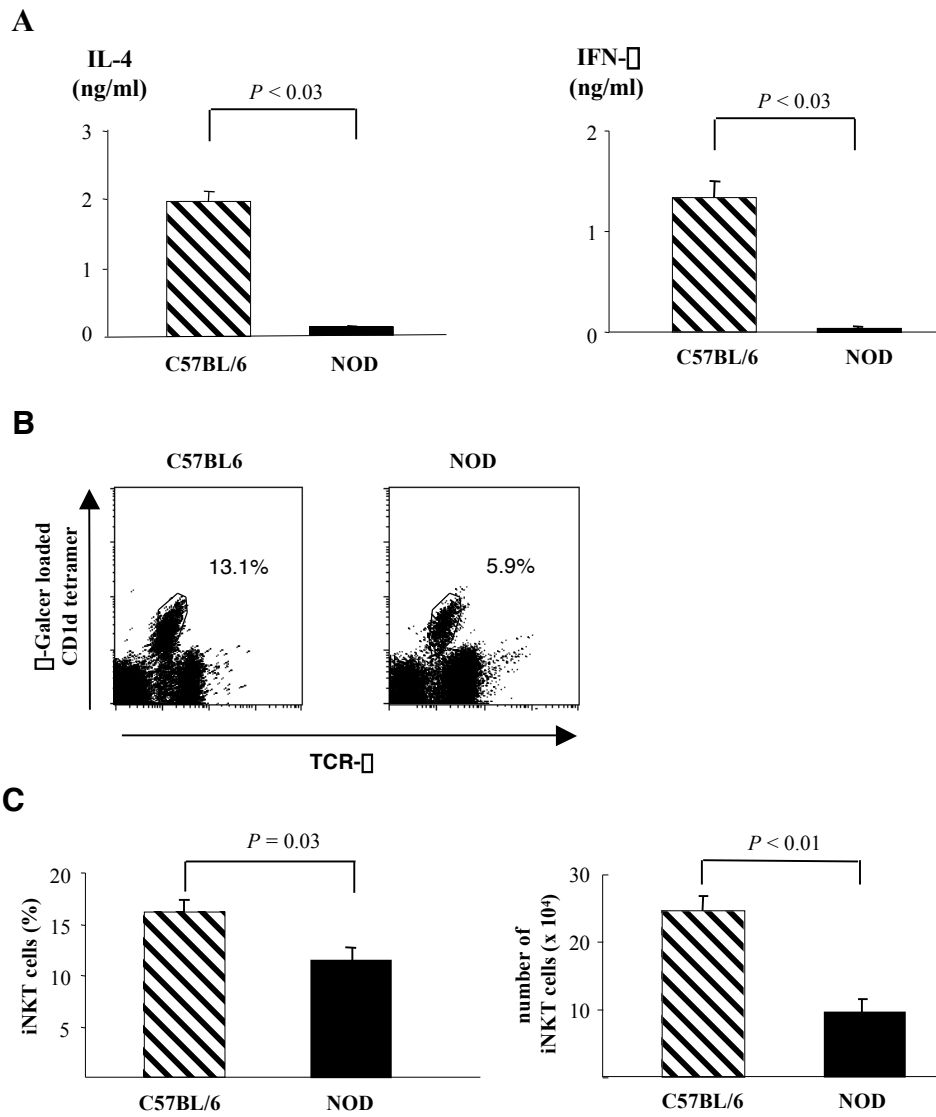 A
IL-4
(ng/ml)
P < 0.03
3
2
1
0
C57BL/6 NOD
IFN-▯
(ng/ml)
P < 0.03
2
1
0
C57BL/6 NOD
B
C57BL6 NOD
▯-Galcer loaded
CD1d tetramer
13.1%
5.9%
TCR-▯
C
P = 0.03
iNKT cells (%)
20
15
10
5
C57BL/6 NOD
P < 0.01
number of
iNKT cells (x 10⁴)
30
20
10
C57BL/6 NOD